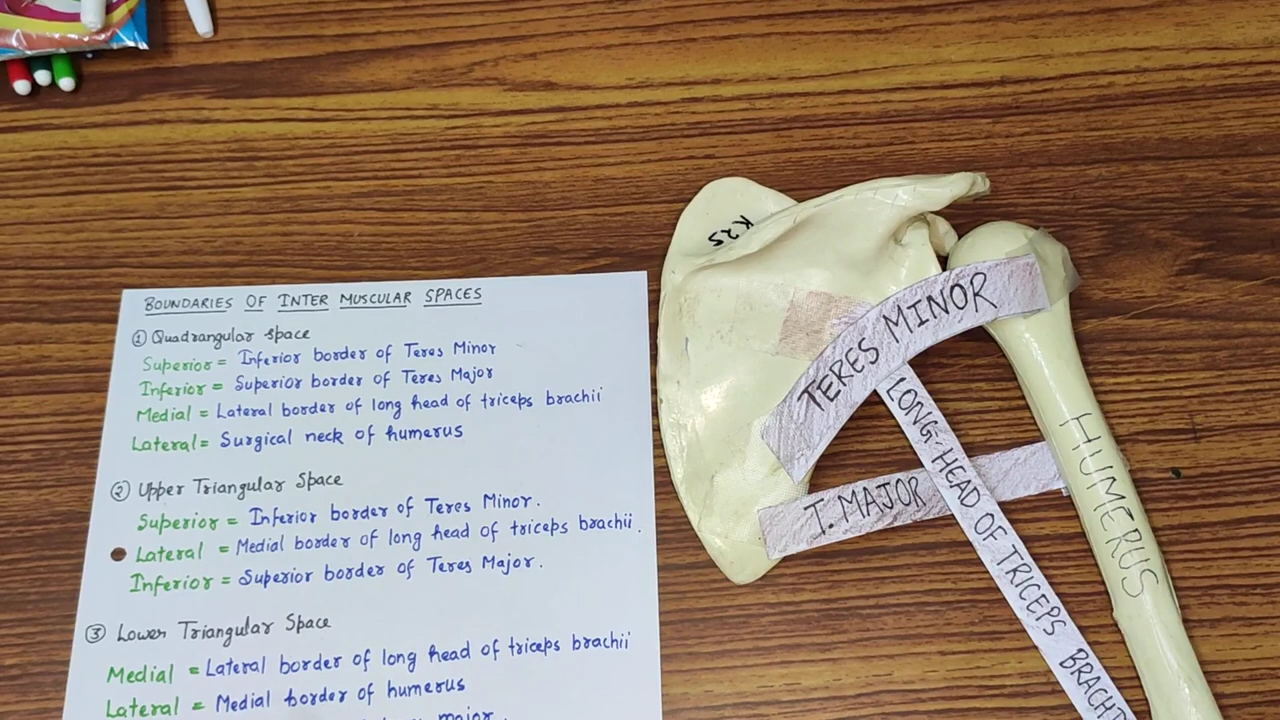 BOUNDARIES OF INTER MUSCULAR SPACES
① Quadrangular space
Superior = Inferior border of Teres Minor
Inferior = Superior border of Teres Major
Medial = Lateral border of long head of triceps brachii
Lateral = Surgical neck of humerus
② Upper Triangular Space
Superior = Inferior border of Teres Minor.
Lateral = Medial border of long head of triceps brachii.
Inferior = Superior border of Teres Major.
③ Lower Triangular Space
Medial = Lateral border of long head of triceps brachii
Lateral = Medial border of humerus
major.
K25
TERES MINOR
T. MAJOR
LONG-HEAD OF TRICEPS BRACHI
HUMERUS